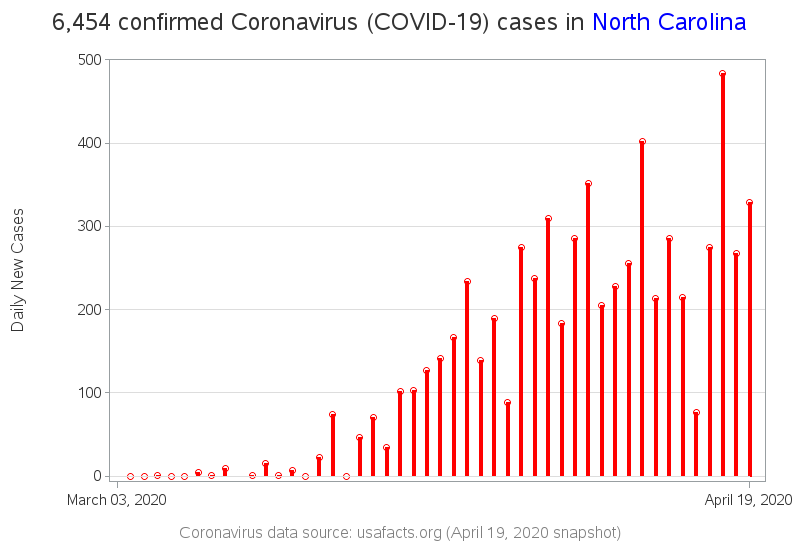 6,454 confirmed Coronavirus (COVID-19) cases in North Carolina
500
400
300
200
100
0
Daily New Cases
March 03, 2020
April 19, 2020
Coronavirus data source: usafacts.org (April 19, 2020 snapshot)